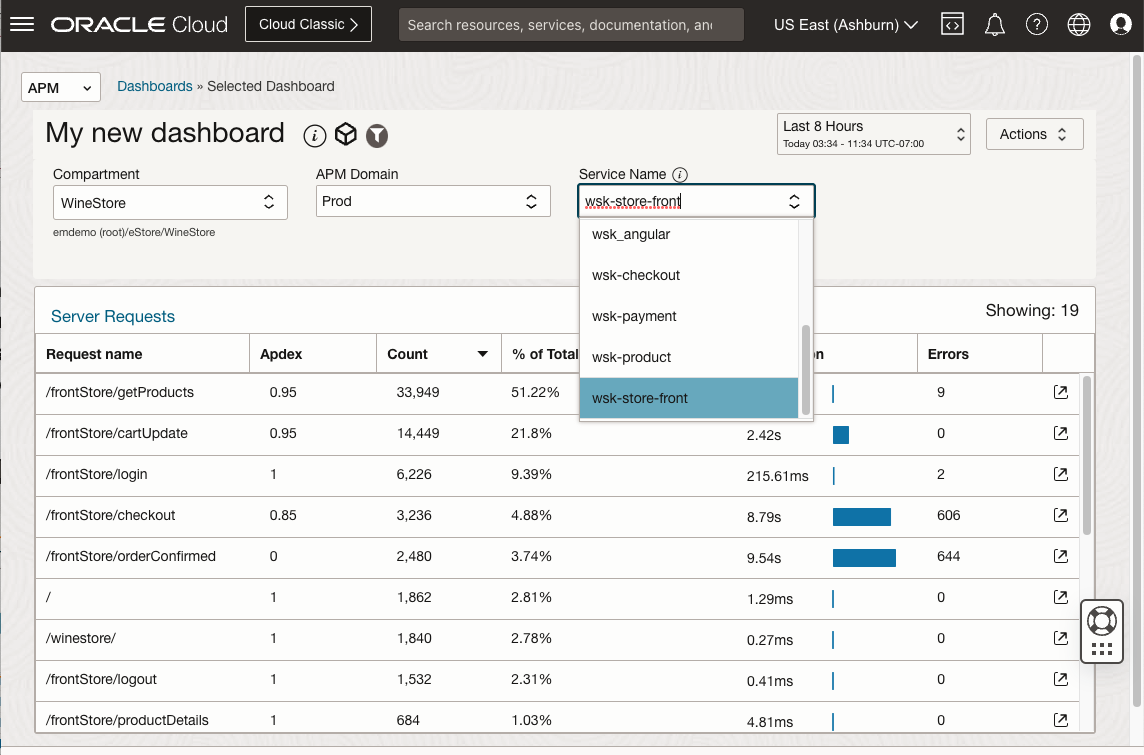 ORACLE Cloud
Cloud Classic
Search resources, services, documentation, an
US East (Ashburn)
APM
Dashboards » Selected Dashboard
My new dashboard
Last 8 Hours
Today 03:34 - 11:34 UTC-07:00
Actions
Compartment
WineStore
emdemo (root)/eStore/WineStore
APM Domain
Prod
Service Name
wsk-store-front
wsk_angular
wsk-checkout
wsk-payment
wsk-product
wsk-store-front
Server Requests
Showing: 19
Request name Apdex Count % of Total Errors
/frontStore/getProducts 0.95 33,949 51.22% 9
/frontStore/cartUpdate 0.95 14,449 21.8% 2.42s 0
/frontStore/login 1 6,226 9.39% 215.61ms 2
/frontStore/checkout 0.85 3,236 4.88% 8.79s 606
/frontStore/orderConfirmed 0 2,480 3.74% 9.54s 644
/ 1 1,862 2.81% 1.29ms 0
/winestore/ 1 1,840 2.78% 0.27ms 0
/frontStore/logout 1 1,532 2.31% 0.41ms 0
/frontStore/productDetails 1 684 1.03% 4.81ms 0